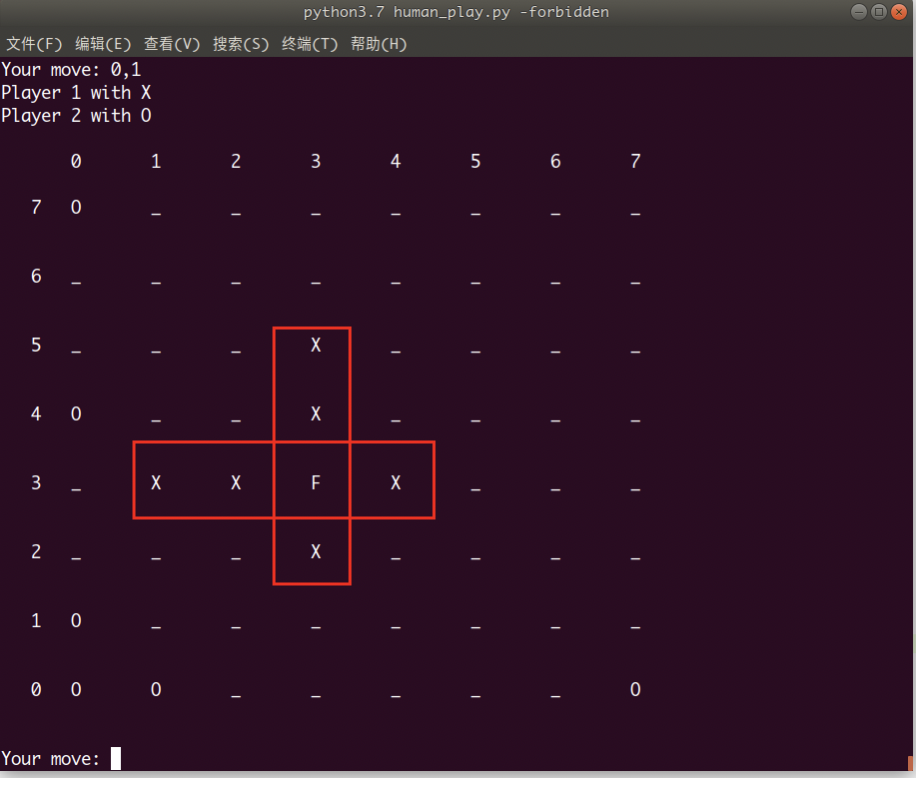 python3.7 human_play.py -forbidden
文件(F) 编辑(E) 查看(V) 搜索(S) 终端(T) 帮助(H)
Your move: 0,1
Player 1 with X
Player 2 with O
0 1 2 3 4 5 6 7
7 O _ _ _ _ _ _ _
6 _ _ _ _ _ _ _ _
5 _ _ _ X _ _ _ _
4 O _ _ X _ _ _ _
3 _ X X F X _ _ _
2 _ _ _ X _ _ _ _
1 O _ _ _ _ _ _ _
0 O O _ _ _ _ _ O
Your move: